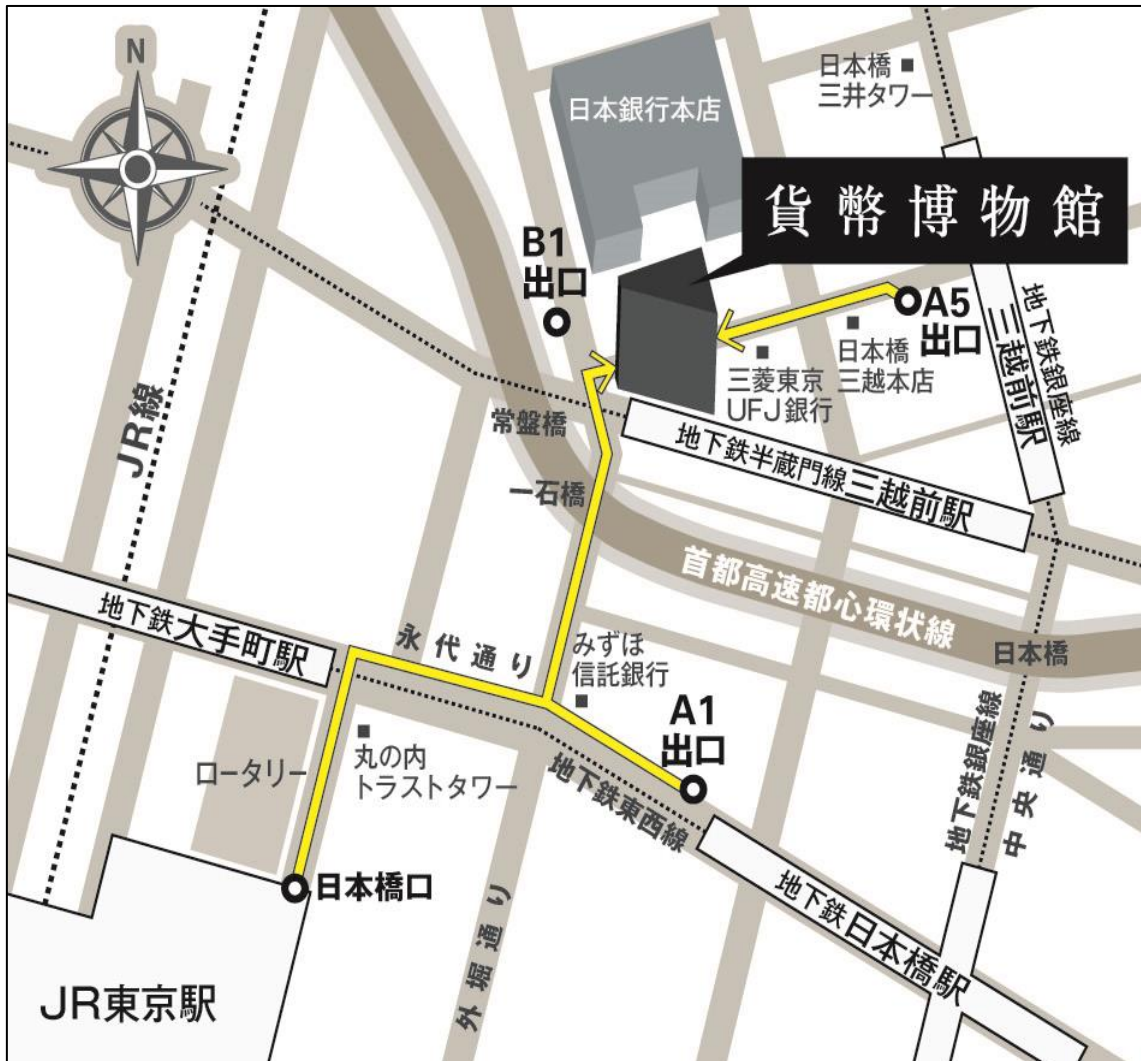 N
日本橋
三井タワー
日本銀行本店
貨幣博物館
B1
出口
A5
出口
地下鉄銀座線
三越前駅
日本橋
三越本店
三菱東京
UFJ銀行
JR線
常盤橋
地下鉄半蔵門線三越前駅
一石橋
首都高速都心環状線
地下鉄大手町駅
永代通り
みずほ
信託銀行
日本橋
A1
出口
地下鉄銀座線
中央通り
ロータリー
丸の内
トラストタワー
地下鉄東西線
日本橋口
地下鉄日本橋駅
外堀通り
JR東京駅